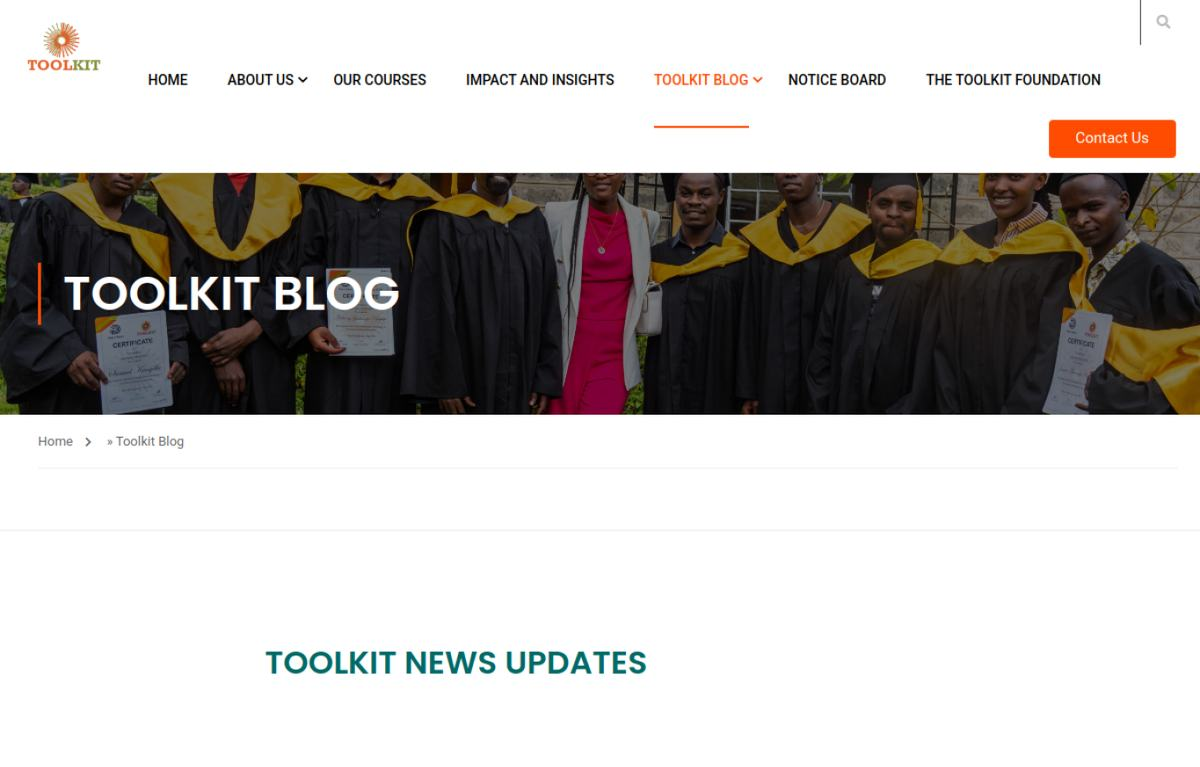 TOOLKIT
HOME
ABOUT US
OUR COURSES
IMPACT AND INSIGHTS
TOOLKIT BLOG
NOTICE BOARD
THE TOOLKIT FOUNDATION
Contact Us
TOOLKIT BLOG
CERTIFICATE
CERTIFICATE
Home
» Toolkit Blog
TOOLKIT NEWS UPDATES